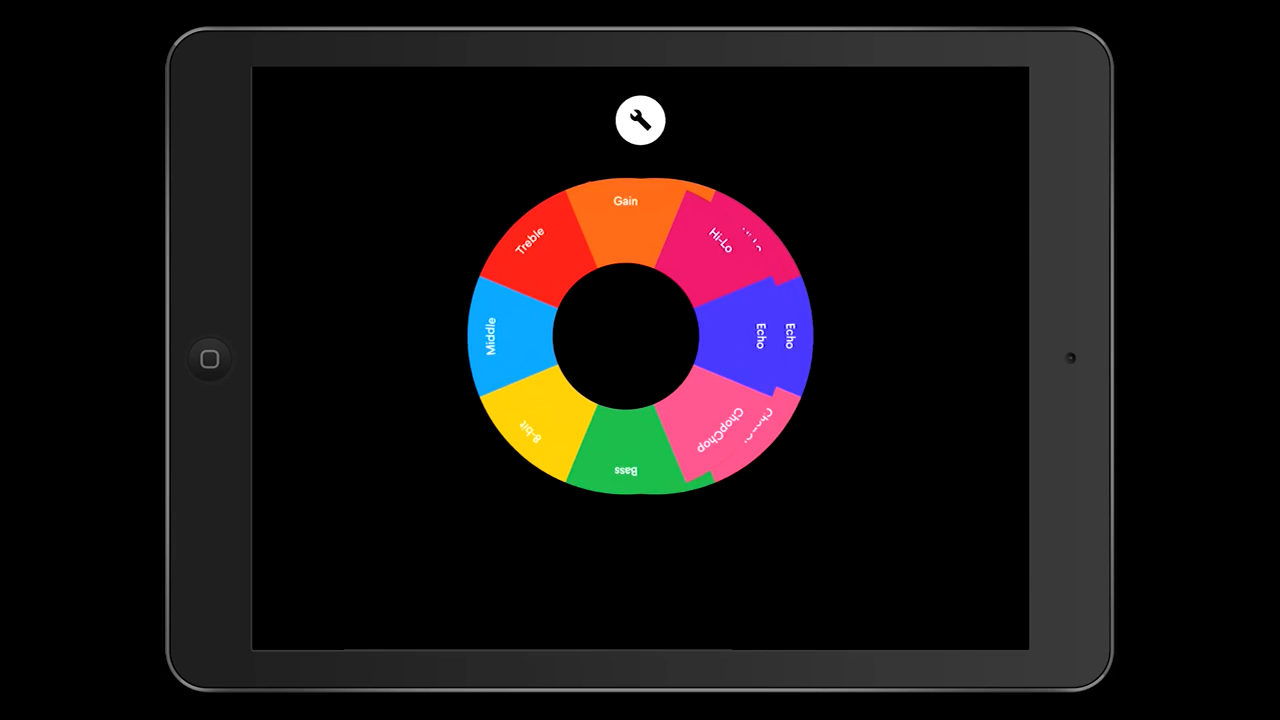 Gain
Treble
Hi-Lo
Middle
Echo
Echo
8-bit
ChopChop
Bass